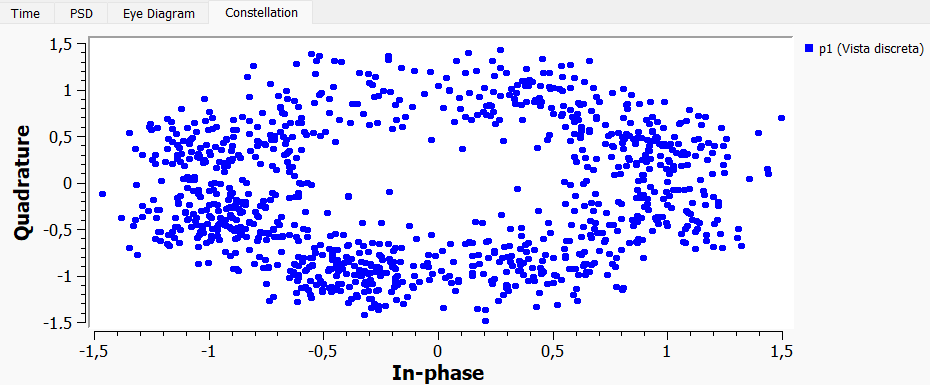 Time PSD Eye Diagram Constellation
1,5
1
0,5
0
-0,5
-1
-1.5
Quadrature
-1,5 -1 -0,5 0 0,5 1 1,5
In-phase
p1 (Vista discreta)